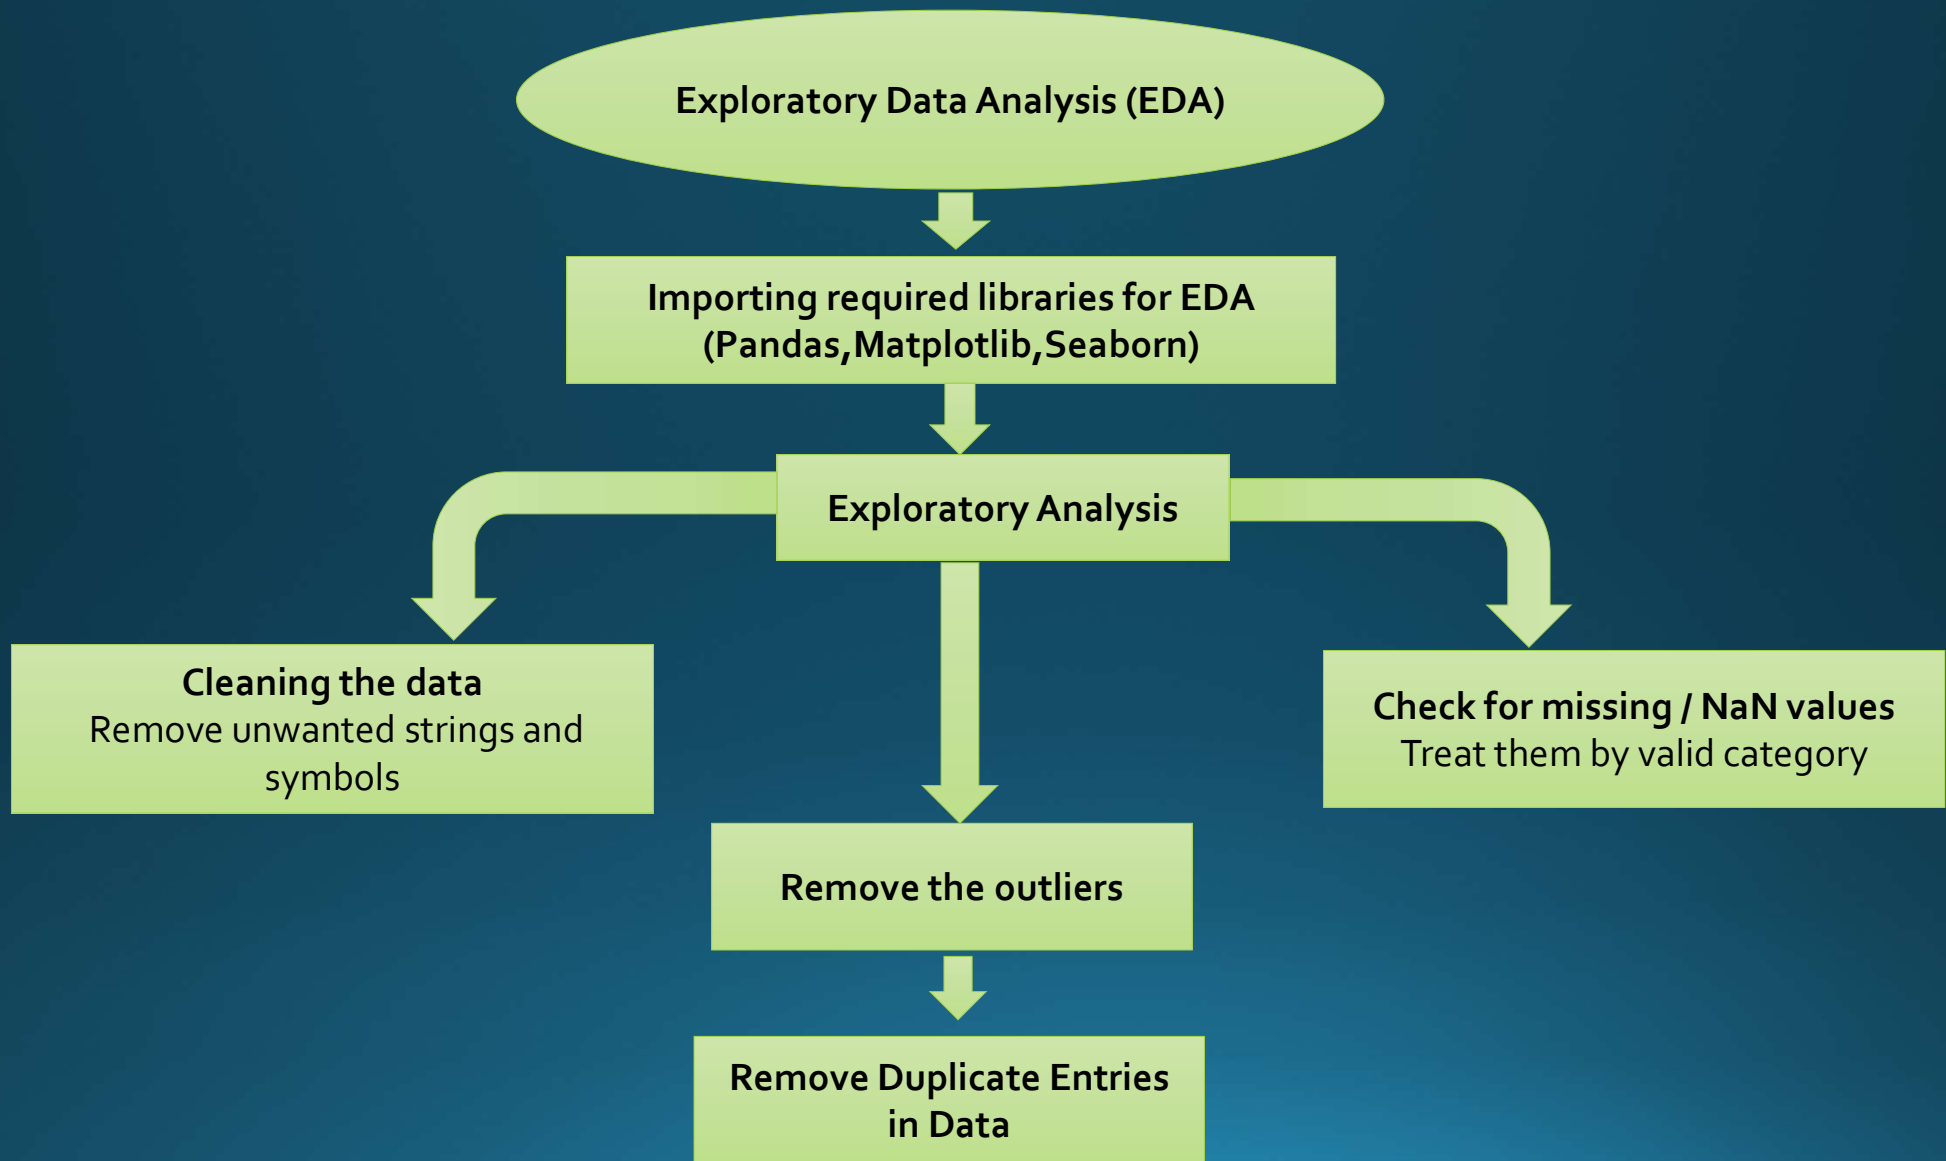 Exploratory Data Analysis (EDA)
Importing required libraries for EDA
(Pandas,Matplotlib,Seaborn)
Exploratory Analysis
Cleaning the data
Remove unwanted strings and
symbols
Check for missing / NaN values
Treat them by valid category
Remove the outliers
Remove Duplicate Entries
in Data